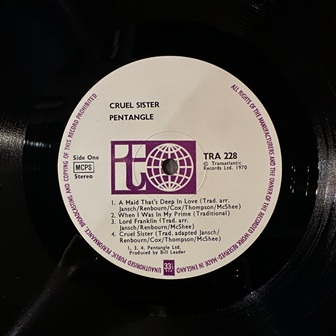 CRUEL SISTER
PENTANGLE
Side One
MCPS
Stereo
it
TRA 228
℗ Transatlantic
Records Ltd. 1970
1. A Maid That's Deep In Love (Trad. arr.
Jansch/Renbourn/Cox/Thompson/McShee)
2. When I Was In My Prime (Traditional)
3. Lord Franklin (Trad. arr.
Jansch/Renbourn/McShee)
4. Cruel Sister (Trad. adapted Jansch/
Renbourn/Cox/Thompson/McShee)
1, 3, 4. Pentangle Ltd.
Produced by Bill Leader
33⅓
ALL RIGHTS OF THE MANUFACTURERS AND THE OWNER OF THE RECORDED WORK RESERVED - MADE IN ENGLAND
UNAUTHORISED PUBLIC PERFORMANCE, BROADCASTING AND COPYING OF THIS RECORD PROHIBITED